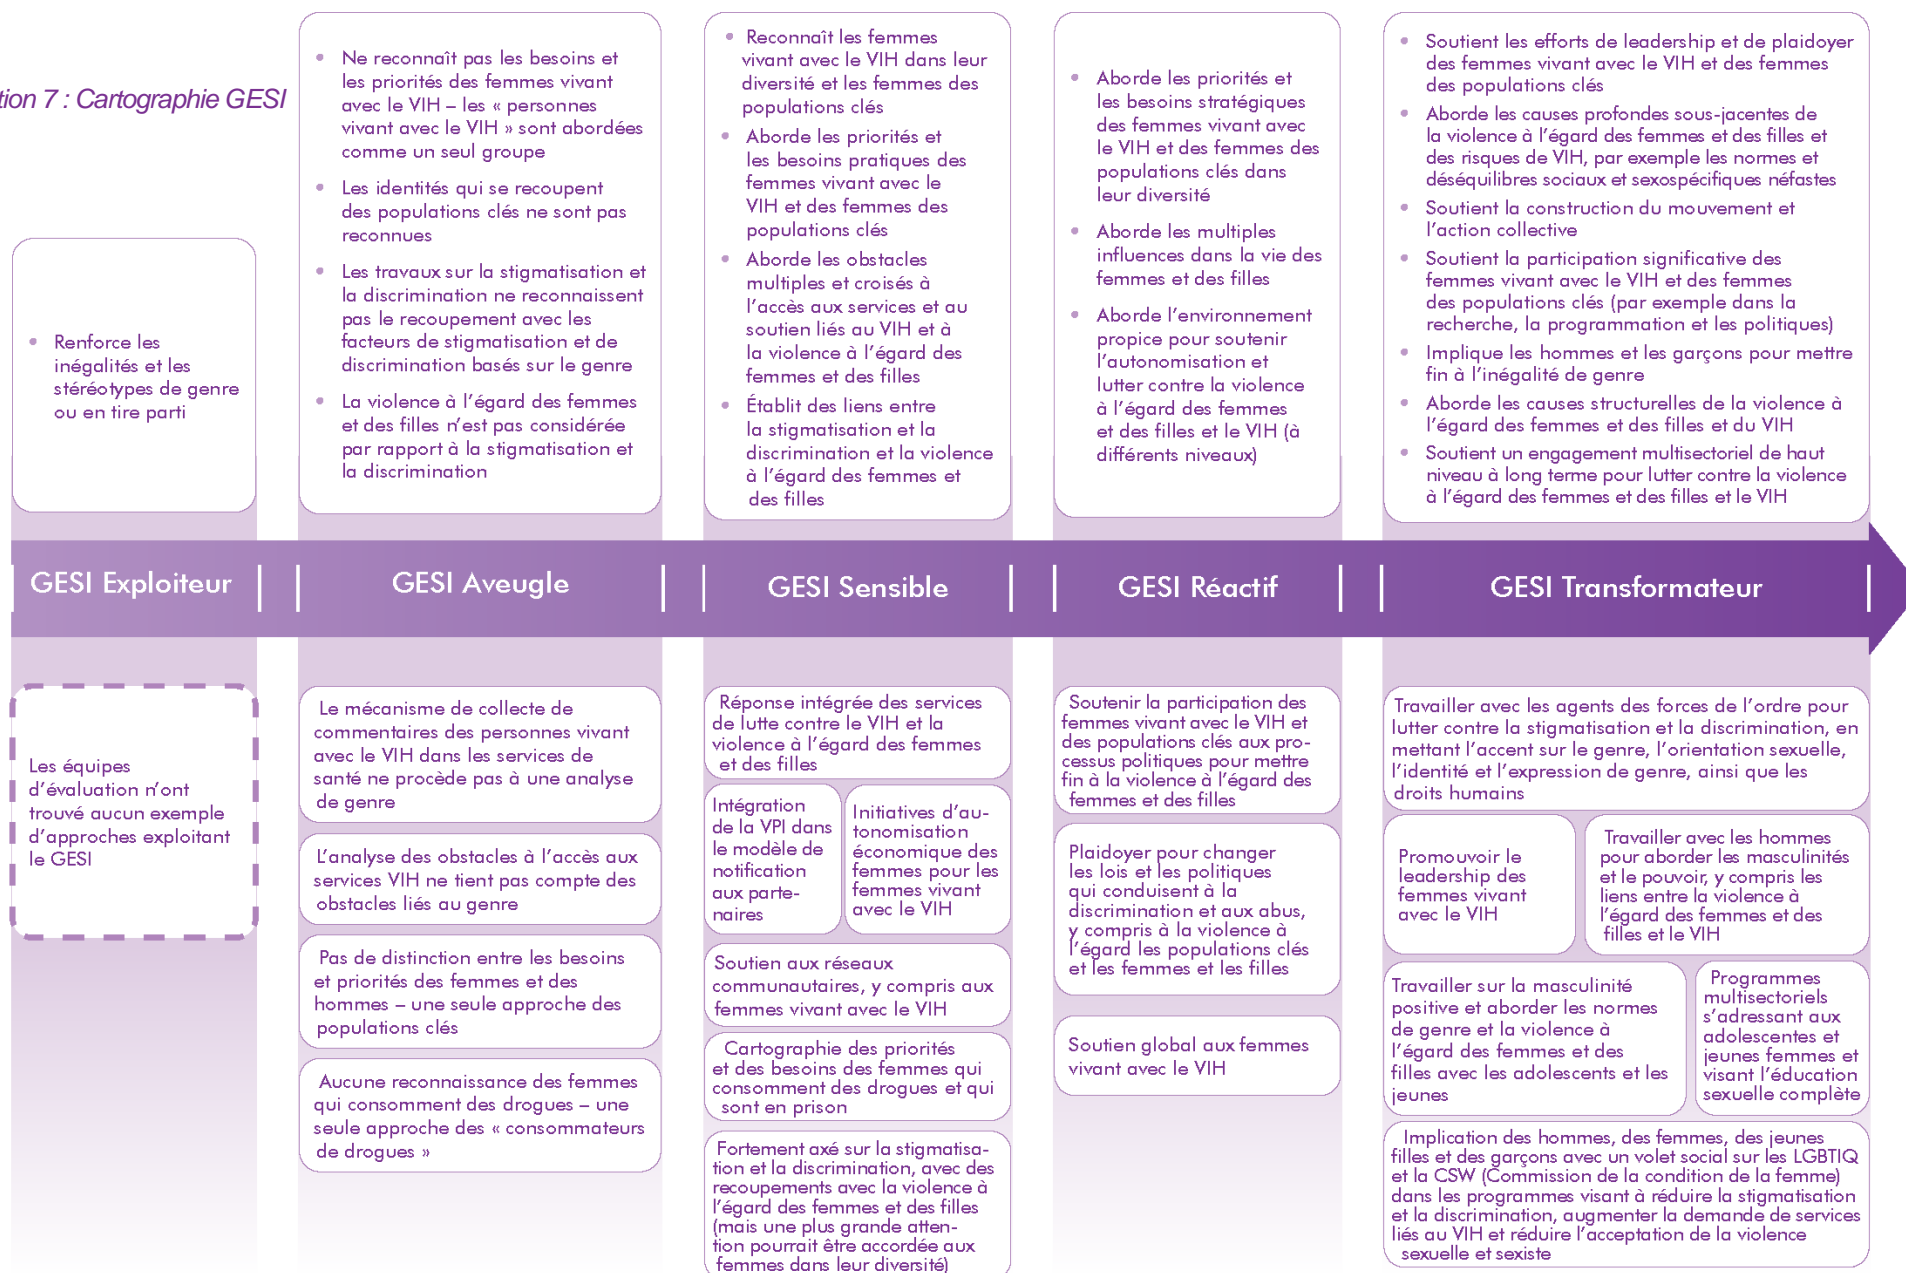 tion 7 : Cartographie GESI
• Renforce les
inégalités et les
stéréotypes de genre
ou en tire parti
• Ne reconnaît pas les besoins et
les priorités des femmes vivant
avec le VIH – les « personnes
vivant avec le VIH » sont abordées
comme un seul groupe
• Les identités qui se recoupent
des populations clés ne sont pas
reconnues
• Les travaux sur la stigmatisation et
la discrimination ne reconnaissent
pas le recoupement avec les
facteurs de stigmatisation et de
discrimination basés sur le genre
• La violence à l'égard des femmes
et des filles n'est pas considérée
par rapport à la stigmatisation et
la discrimination
• Reconnaît les femmes
vivant avec le VIH dans leur
diversité et les femmes des
populations clés
• Aborde les priorités et
les besoins pratiques des
femmes vivant avec le
VIH et des femmes des
populations clés
• Aborde les obstacles
multiples et croisés à
l'accès aux services et au
soutien liés au VIH et à
la violence à l'égard des
femmes et des filles
• Établit des liens entre
la stigmatisation et la
discrimination et la violence
à l'égard des femmes et
des filles
• Aborde les priorités et
les besoins stratégiques
des femmes vivant avec
le VIH et des femmes des
populations clés dans
leur diversité
• Aborde les multiples
influences dans la vie des
femmes et des filles
• Aborde l'environnement
propice pour soutenir
l'autonomisation et
lutter contre la violence
à l'égard des femmes
et des filles et le VIH (à
différents niveaux)
• Soutient les efforts de leadership et de plaidoyer
des femmes vivant avec le VIH et des femmes
des populations clés
• Aborde les causes profondes sous-jacentes de
la violence à l'égard des femmes et des filles et
des risques de VIH, par exemple les normes et
déséquilibres sociaux et sexospécifiques néfastes
• Soutient la construction du mouvement et
l'action collective
• Soutient la participation significative des
femmes vivant avec le VIH et des femmes
des populations clés (par exemple dans la
recherche, la programmation et les politiques)
• Implique les hommes et les garçons pour mettre
fin à l'inégalité de genre
• Aborde les causes structurelles de la violence à
l'égard des femmes et des filles et du VIH
• Soutient un engagement multisectoriel de haut
niveau à long terme pour lutter contre la violence
à l'égard des femmes et des filles et le VIH
GESI Exploiteur
GESI Aveugle
GESI Sensible
GESI Réactif
GESI Transformateur
Les équipes
d'évaluation n'ont
trouvé aucun exemple
d'approches exploitant
le GESI
Le mécanisme de collecte de
commentaires des personnes vivant
avec le VIH dans les services de
santé ne procède pas à une analyse
de genre
L'analyse des obstacles à l'accès aux
services VIH ne tient pas compte des
obstacles liés au genre
Pas de distinction entre les besoins
et priorités des femmes et des
hommes – une seule approche des
populations clés
Aucune reconnaissance des femmes
qui consomment des drogues – une
seule approche des « consommateurs
de drogues »
Réponse intégrée des services
de lutte contre le VIH et la
violence à l'égard des femmes
et des filles
Intégration
de la VPI dans
le modèle de
notification
aux parte-
naires
Initiatives d'au-
tonomisation
économique des
femmes pour les
femmes vivant
avec le VIH
Soutien aux réseaux
communautaires, y compris aux
femmes vivant avec le VIH
Cartographie des priorités
et des besoins des femmes qui
consomment des drogues et qui
sont en prison
Fortement axé sur la stigmatisa-
tion et la discrimination, avec des
recoupements avec la violence à
l'égard des femmes et des filles
(mais une plus grande atten-
tion pourrait être accordée aux
femmes dans leur diversité)
Soutenir la participation des
femmes vivant avec le VIH et
des populations clés aux pro-
cessus politiques pour mettre
fin à la violence à l'égard des
femmes et des filles
Plaidoyer pour changer
les lois et les politiques
qui conduisent à la
discrimination et aux abus,
y compris à la violence à
l'égard les populations clés
et les femmes et les filles
Soutien global aux femmes
vivant avec le VIH
Travailler avec les agents des forces de l'ordre pour
lutter contre la stigmatisation et la discrimination, en
mettant l'accent sur le genre, l'orientation sexuelle,
l'identité et l'expression de genre, ainsi que les
droits humains
Promouvoir le
leadership des
femmes vivant
avec le VIH
Travailler avec les hommes
pour aborder les masculinités
et le pouvoir, y compris les
liens entre la violence à
l'égard des femmes et des
filles et le VIH
Travailler sur la masculinité
positive et aborder les normes
de genre et la violence à
l'égard des femmes et des
filles avec les adolescents et les
jeunes
Programmes
multisectoriels
s'adressant aux
adolescentes et
jeunes femmes et
visant l'éducation
sexuelle complète
Implication des hommes, des femmes, des jeunes
filles et des garçons avec un volet social sur les LGBTIQ
et la CSW (Commission de la condition de la femme)
dans les programmes visant à réduire la stigmatisation
et la discrimination, augmenter la demande de services
liés au VIH et réduire l'acceptation de la violence
sexuelle et sexiste